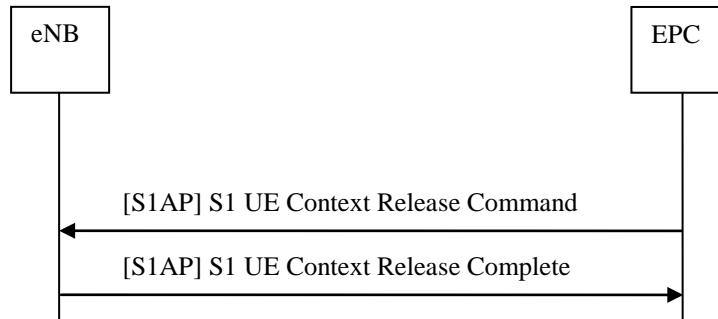 eNB
EPC
[S1AP] S1 UE Context Release Command
[S1AP] S1 UE Context Release Complete